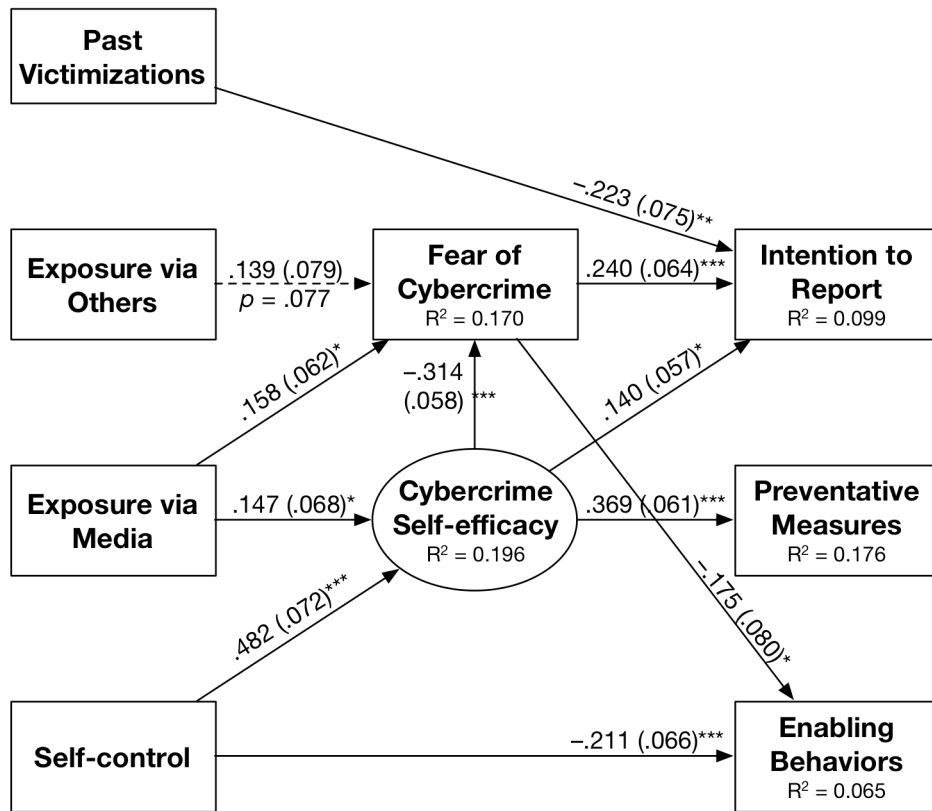 Past
Victimizations
−.223 (.075)**
Exposure via
Others
.139 (.079)
p = .077
Fear of
Cybercrime
R² = 0.170
.240 (.064)***
Intention to
Report
R² = 0.099
.158 (.062)*
−.314
(.058) ***
.140 (.057)*
Exposure via
Media
.147 (.068)*
Cybercrime
Self-efficacy
R² = 0.196
.369 (.061)***
Preventative
Measures
R² = 0.176
.482 (.072)***
−.175 (.080)*
Self-control
−.211 (.066)***
Enabling
Behaviors
R² = 0.065